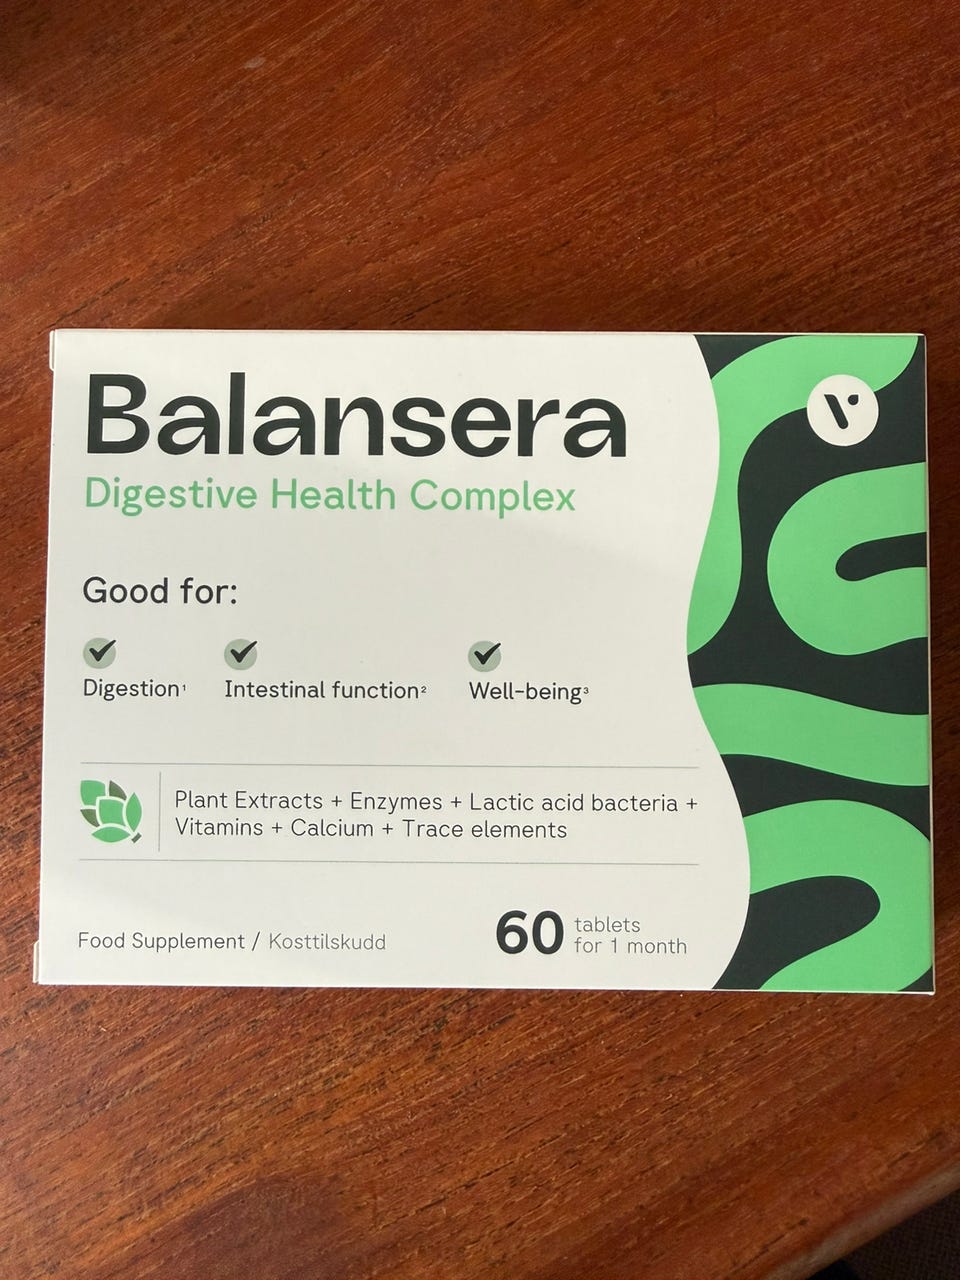 Balansera
Digestive Health Complex
Good for:
Digestion¹
Intestinal function²
Well-being³
Plant Extracts + Enzymes + Lactic acid bacteria +
Vitamins + Calcium + Trace elements
Food Supplement / Kosttilskudd
60 tablets
for 1 month